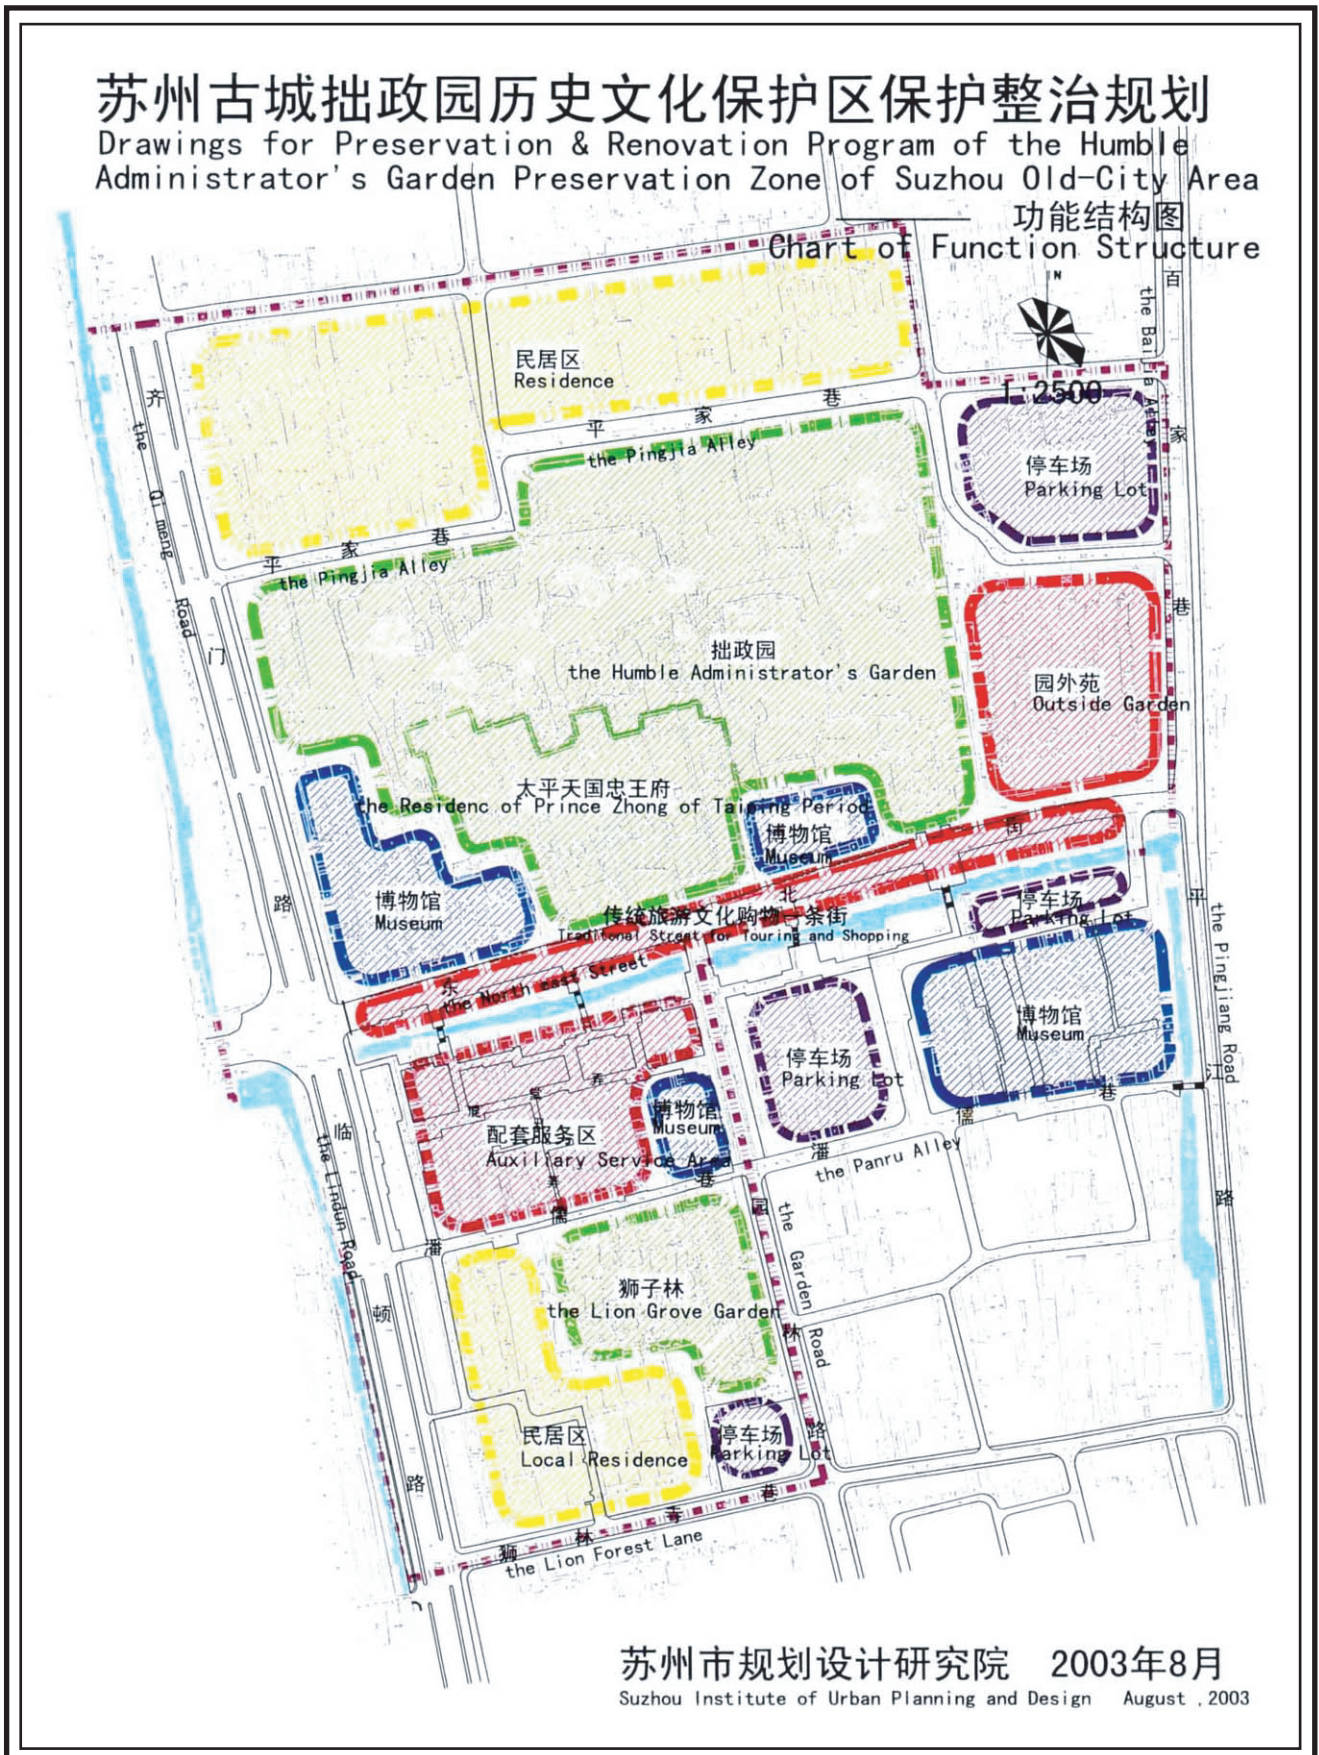 苏州古城拙政园历史文化保护区保护整治规划
Drawings for Preservation & Renovation Program of the Humble
Administrator's Garden Preservation Zone of Suzhou Old-City Area
功能结构图
Chart of Function Structure
N
1:2500
百
家
巷
the Baijia Aelley
民居区
Residence
齐
门
路
the Qimeng Road
平 家 巷
the Pingjia Alley
停车场
Parking Lot
平 家 巷
the Pingjia Alley
拙政园
the Humble Administrator's Garden
园外苑
Outside Garden
太平天国忠王府
the Residenc of Prince Zhong of Taiping Period
博物馆
Museum
博物馆
Museum
街
北
东
传统旅游文化购物一条街
Traditonal Street for Touring and Shopping
the North east Street
停车场
Parking Lot
平
江
路
the Pingjiang Road
博物馆
Museum
停车场
Parking Lot
博物馆
Museum
配套服务区
Auxiliary Service Area
临
顿
路
the Lindun Road
潘 儒 巷
潘 儒 巷
the Panru Alley
狮子林
the Lion Grove Garden
园
林
路
the Garden Road
民居区
Local Residence
停车场
Parking Lot
狮 林 寺 巷
the Lion Forest Lane
苏州市规划设计研究院 2003年8月
Suzhou Institute of Urban Planning and Design August ,2003